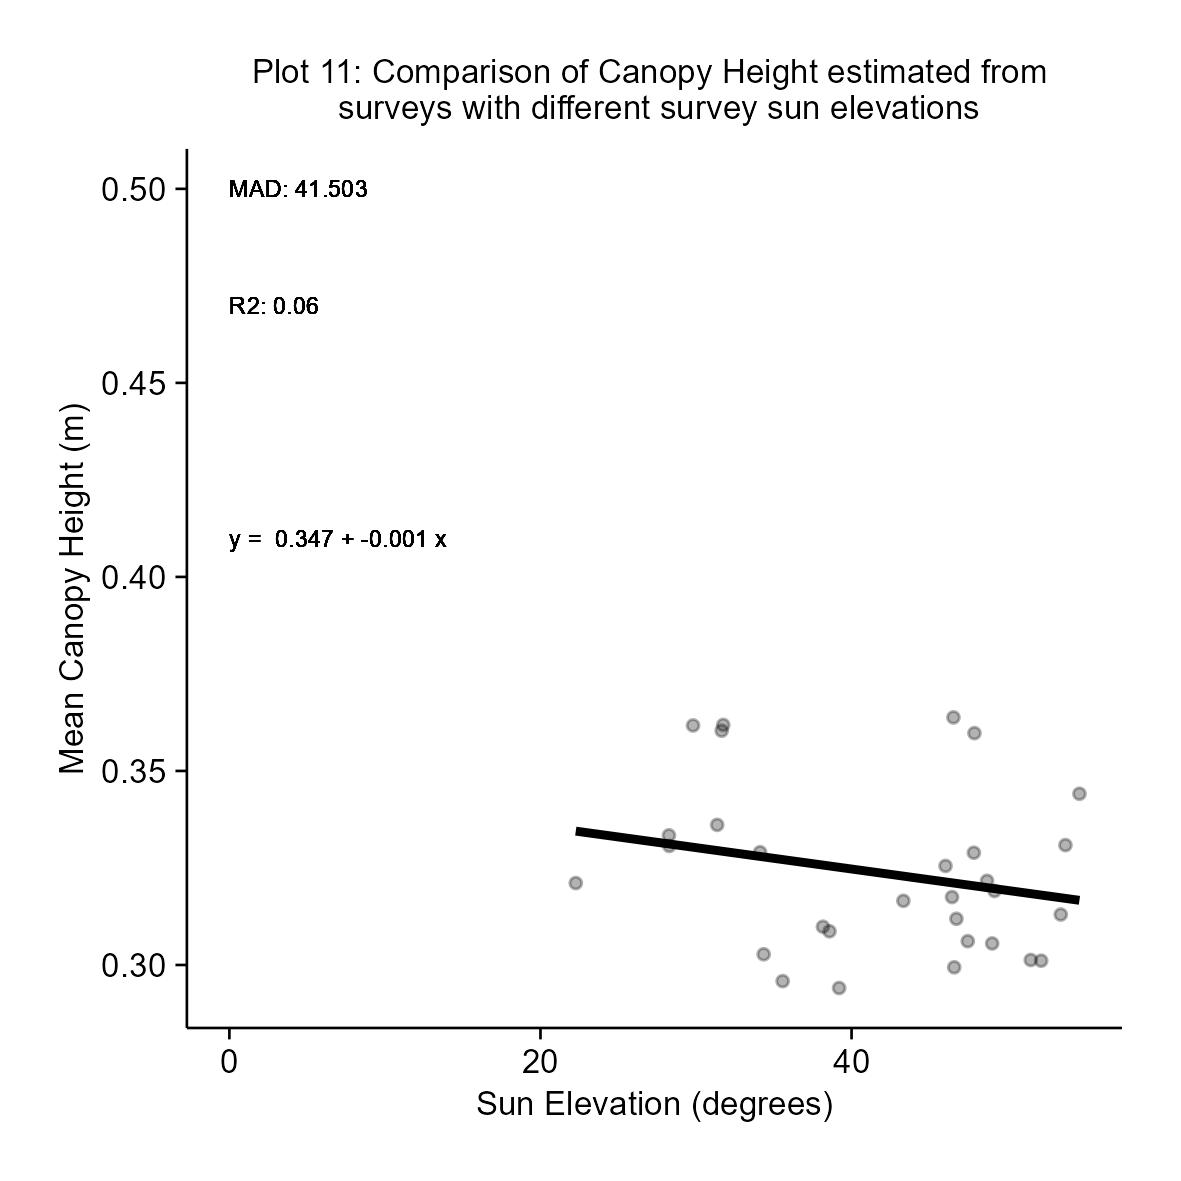 Plot 11: Comparison of Canopy Height estimated from
surveys with different survey sun elevations
0.50
MAD: 41.503
R2: 0.06
0.45
y =  0.347 + -0.001 x
0.40
0.35
0.30
Mean Canopy Height (m)
0
20
40
Sun Elevation (degrees)